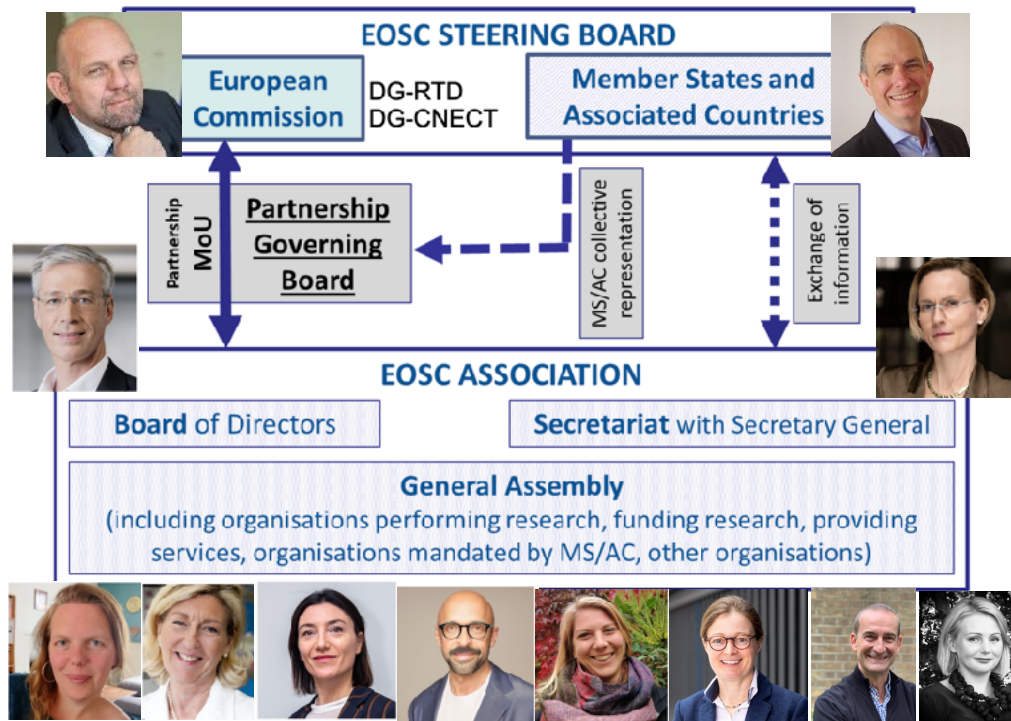 EOSC STEERING BOARD
European
Commission
DG-RTD
DG-CNECT
Member States and
Associated Countries
Partnership
MoU
Partnership
Governing
Board
MS/AC collective
representation
Exchange of
information
EOSC ASSOCIATION
Board of Directors
Secretariat with Secretary General
General Assembly
(including organisations performing research, funding research, providing
services, organisations mandated by MS/AC, other organisations)